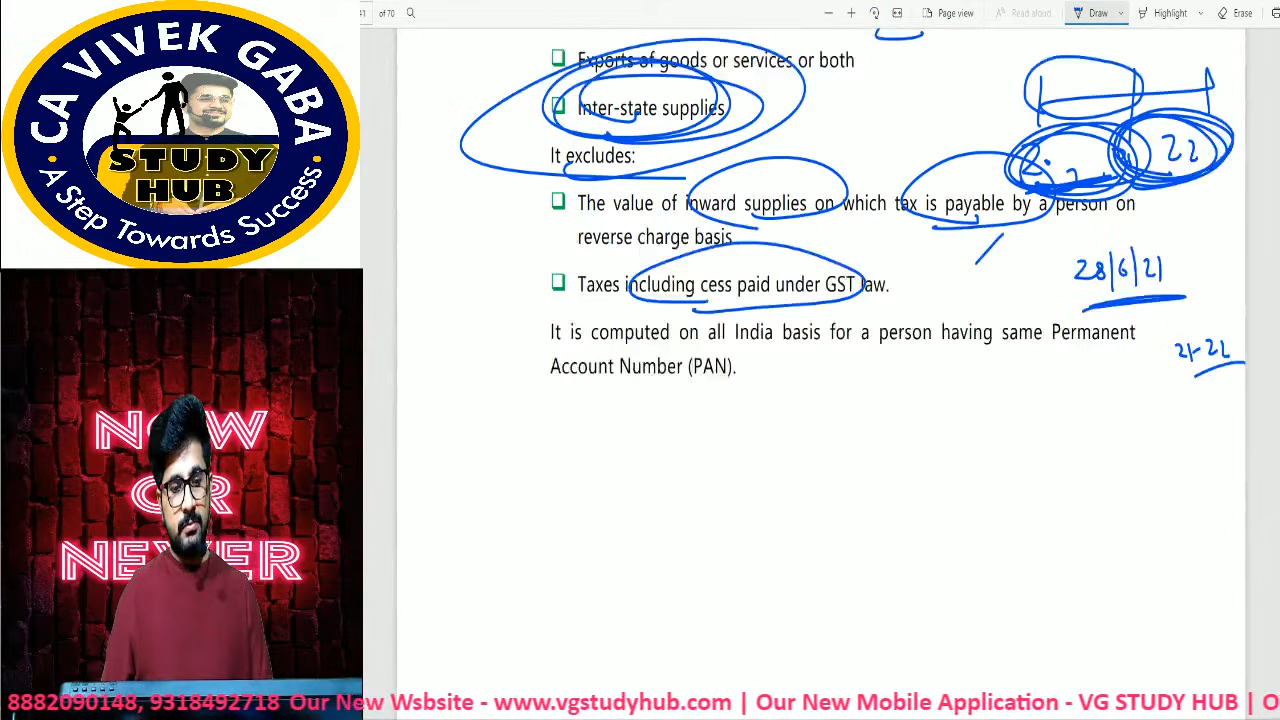 41 of 70
Page view
Read aloud
Draw
Highlight
Erase
CA VIVEK GABA
STUDY
HUB
A Step Towards Success
Exports of goods or services or both
Inter-state supplies
It excludes:
The value of inward supplies on which tax is payable by a person on
reverse charge basis
Taxes including cess paid under GST law.
It is computed on all India basis for a person having same Permanent
Account Number (PAN).
22
28/6/21
21-22
NOW
OR
NEVER
8882090148, 9318492718 Our New Wsbsite - www.vgstudyhub.com | Our New Mobile Application - VG STUDY HUB | O